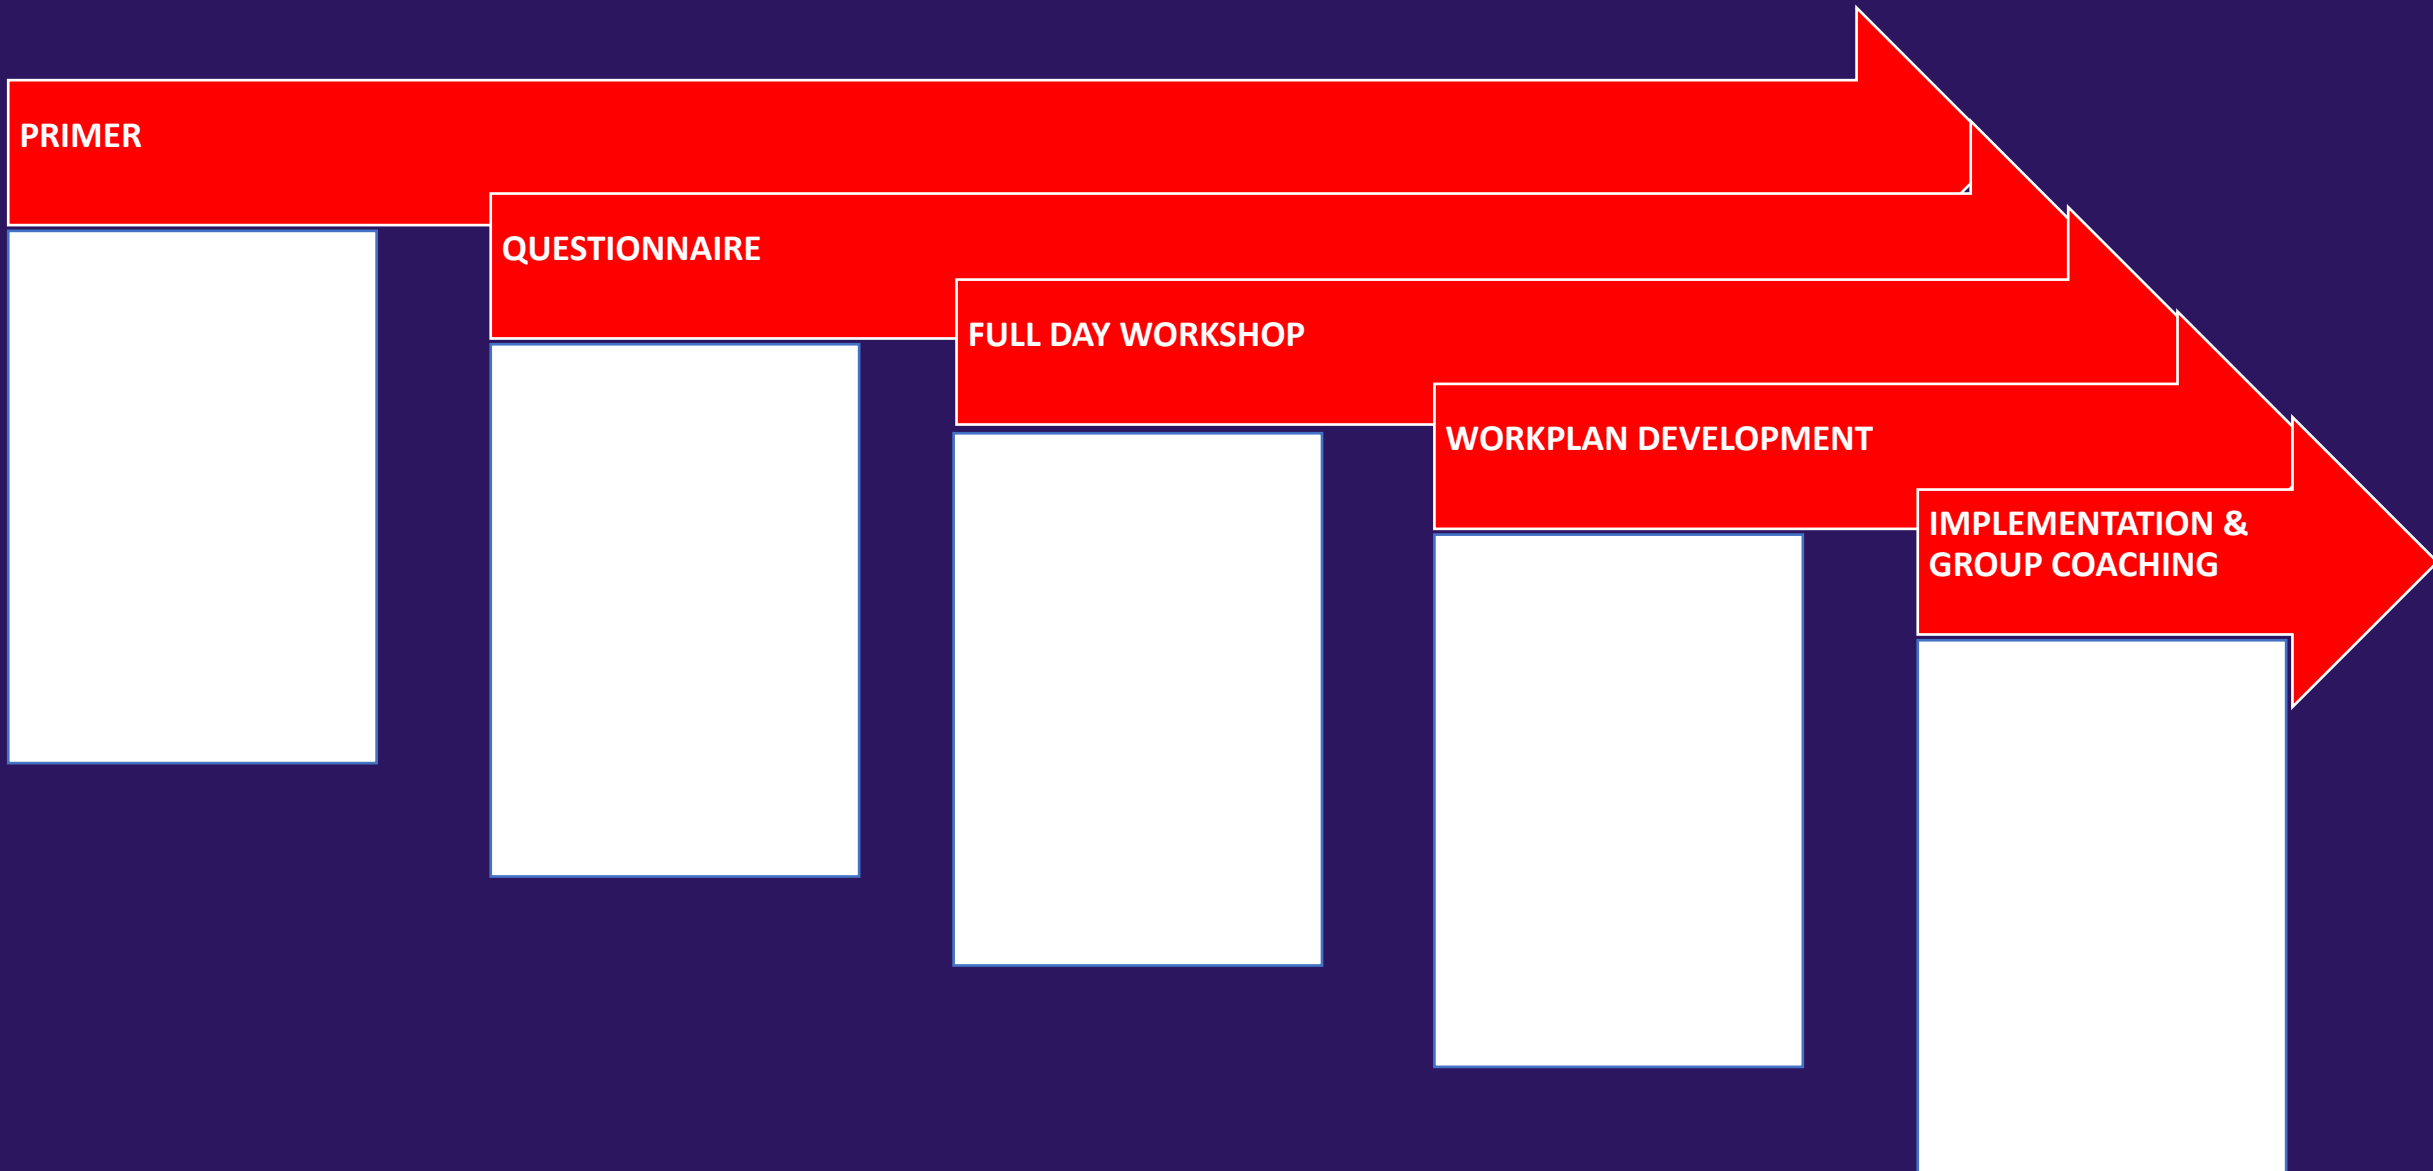 PRIMER
QUESTIONNAIRE
FULL DAY WORKSHOP
WORKPLAN DEVELOPMENT
IMPLEMENTATION &
GROUP COACHING